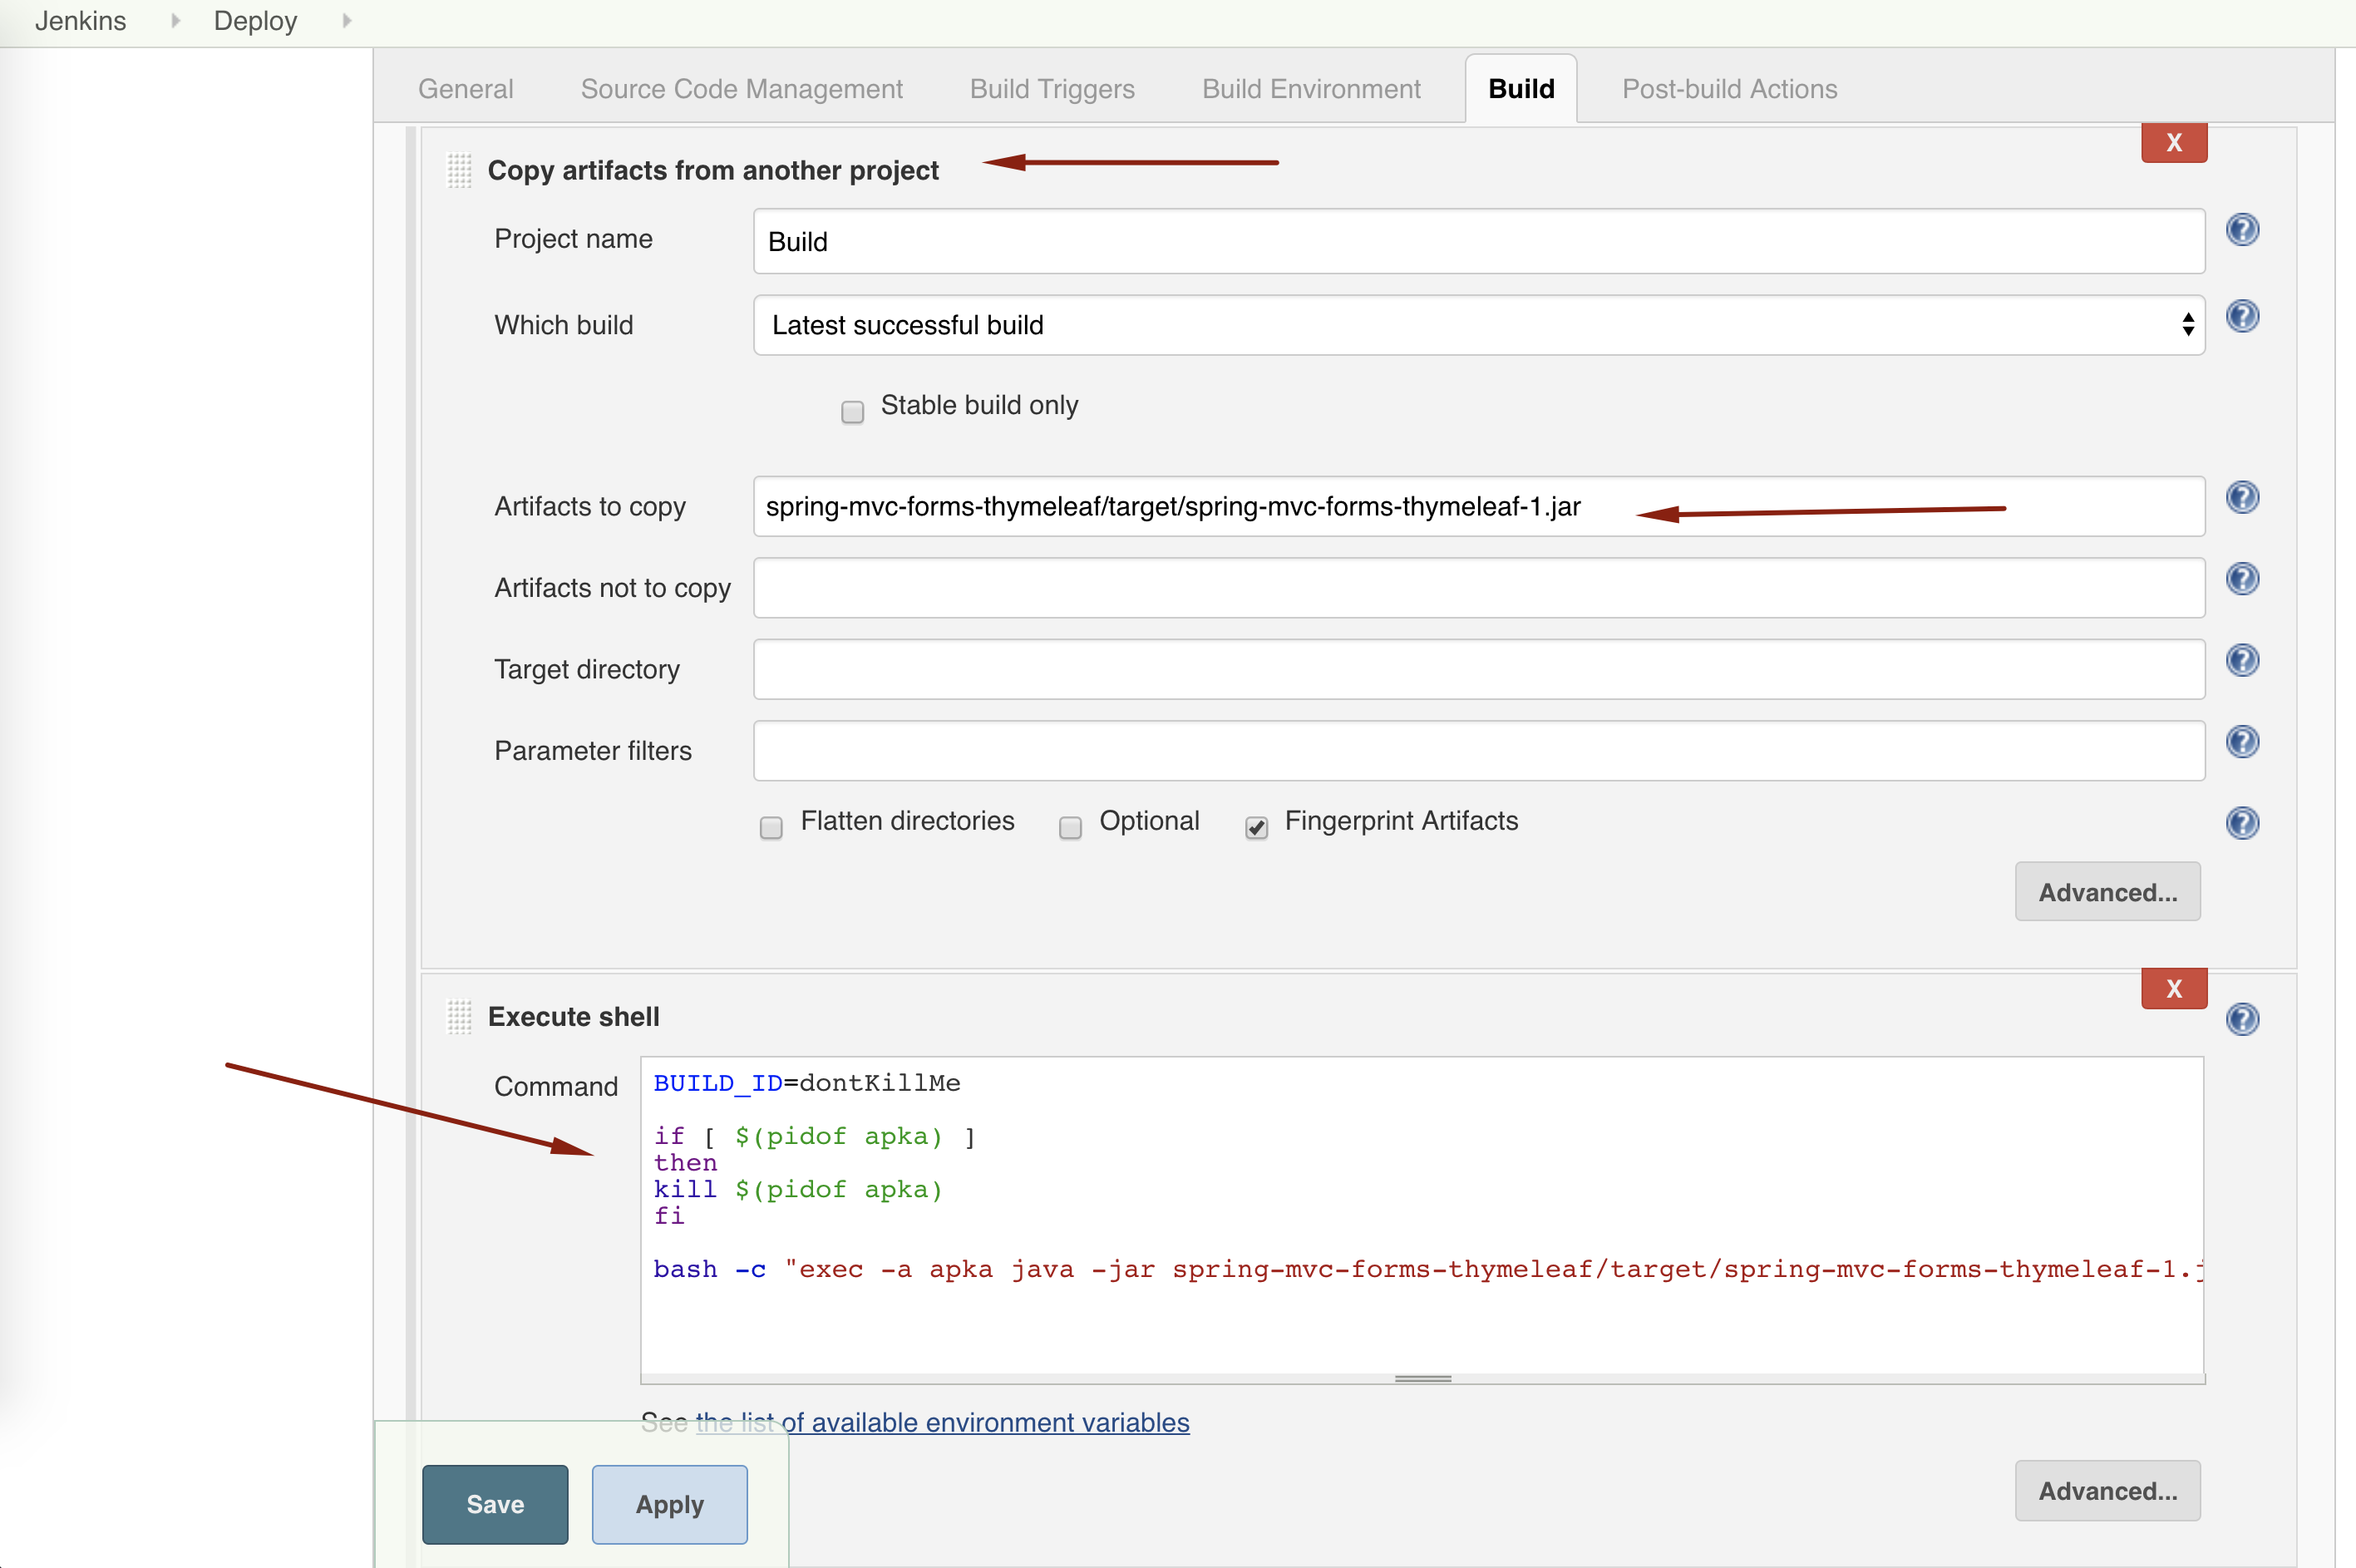 Jenkins Deploy
General Source Code Management Build Triggers Build Environment Build Post-build Actions
X
Copy artifacts from another project
Project name Build
Which build Latest successful build
Stable build only
Artifacts to copy spring-mvc-forms-thymeleaf/target/spring-mvc-forms-thymeleaf-1.jar
Artifacts not to copy
Target directory
Parameter filters
Flatten directories Optional Fingerprint Artifacts
Advanced...
X
Execute shell
Command
BUILD_ID=dontKillMe
if [ $(pidof apka) ]
then
kill $(pidof apka)
fi
bash -c "exec -a apka java -jar spring-mvc-forms-thymeleaf/target/spring-mvc-forms-thymeleaf-1.j
See the list of available environment variables
Save Apply
Advanced...